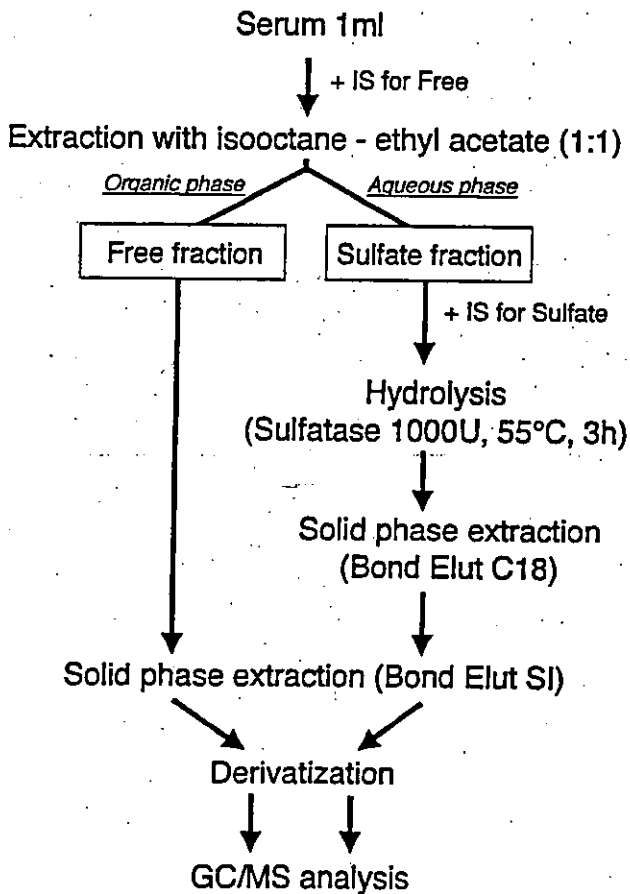 Serum 1ml
+ IS for Free
Extraction with isooctane - ethyl acetate (1:1)
Organic phase
Aqueous phase
Free fraction
Sulfate fraction
+ IS for Sulfate
Hydrolysis
(Sulfatase 1000U, 55°C, 3h)
Solid phase extraction
(Bond Elut C18)
Solid phase extraction (Bond Elut SI)
Derivatization
GC/MS analysis